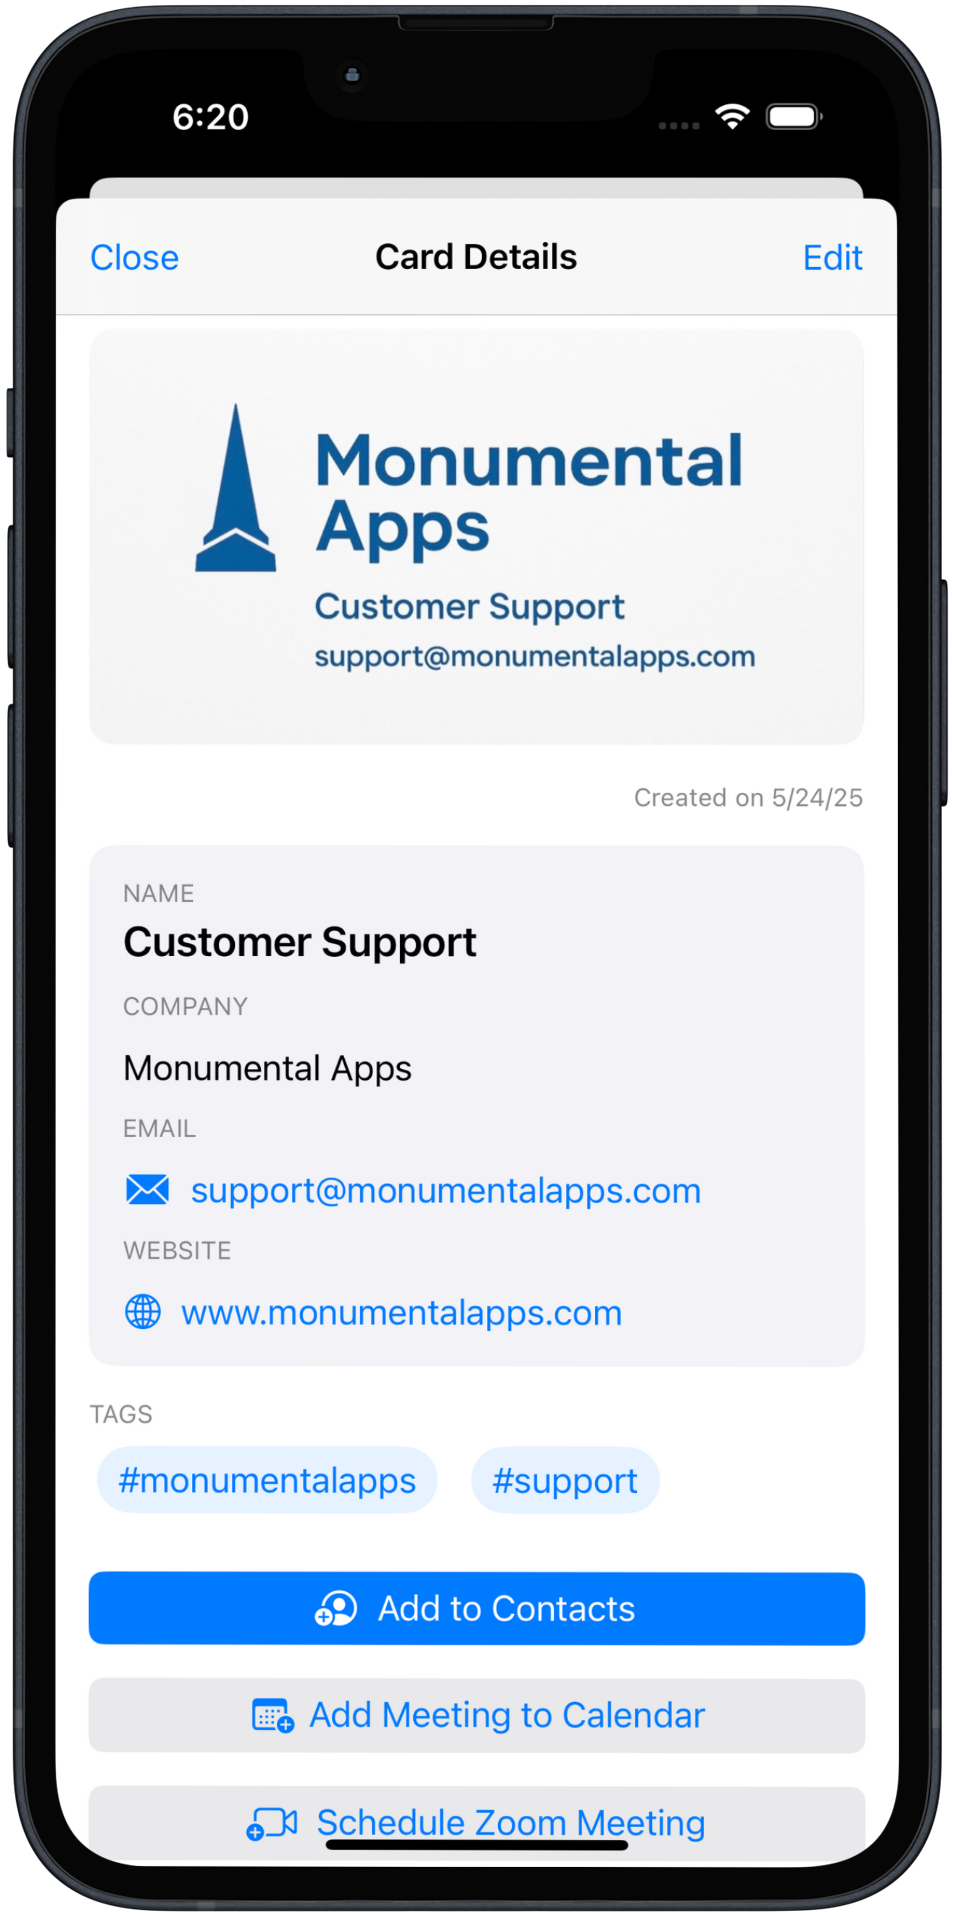 6:20
Close
Card Details
Edit
Monumental
Apps
Customer Support
support@monumentalapps.com
Created on 5/24/25
NAME
Customer Support
COMPANY
Monumental Apps
EMAIL
support@monumentalapps.com
WEBSITE
www.monumentalapps.com
TAGS
#monumentalapps
#support
Add to Contacts
Add Meeting to Calendar
Schedule Zoom Meeting